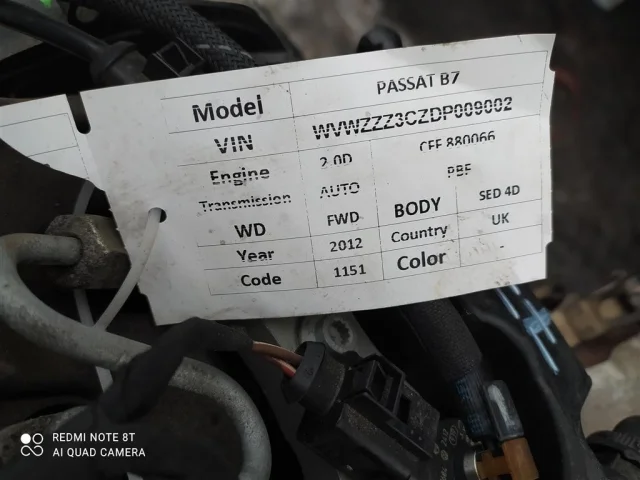 Model PASSAT B7
VIN WVWZZZ3CZDP009002
Engine 2.0D CFF 880066
Transmission AUTO PBF
WD FWD BODY SED 4D
Year 2012 Country UK
Code 1151 Color -
REDMI NOTE 8T
AI QUAD CAMERA